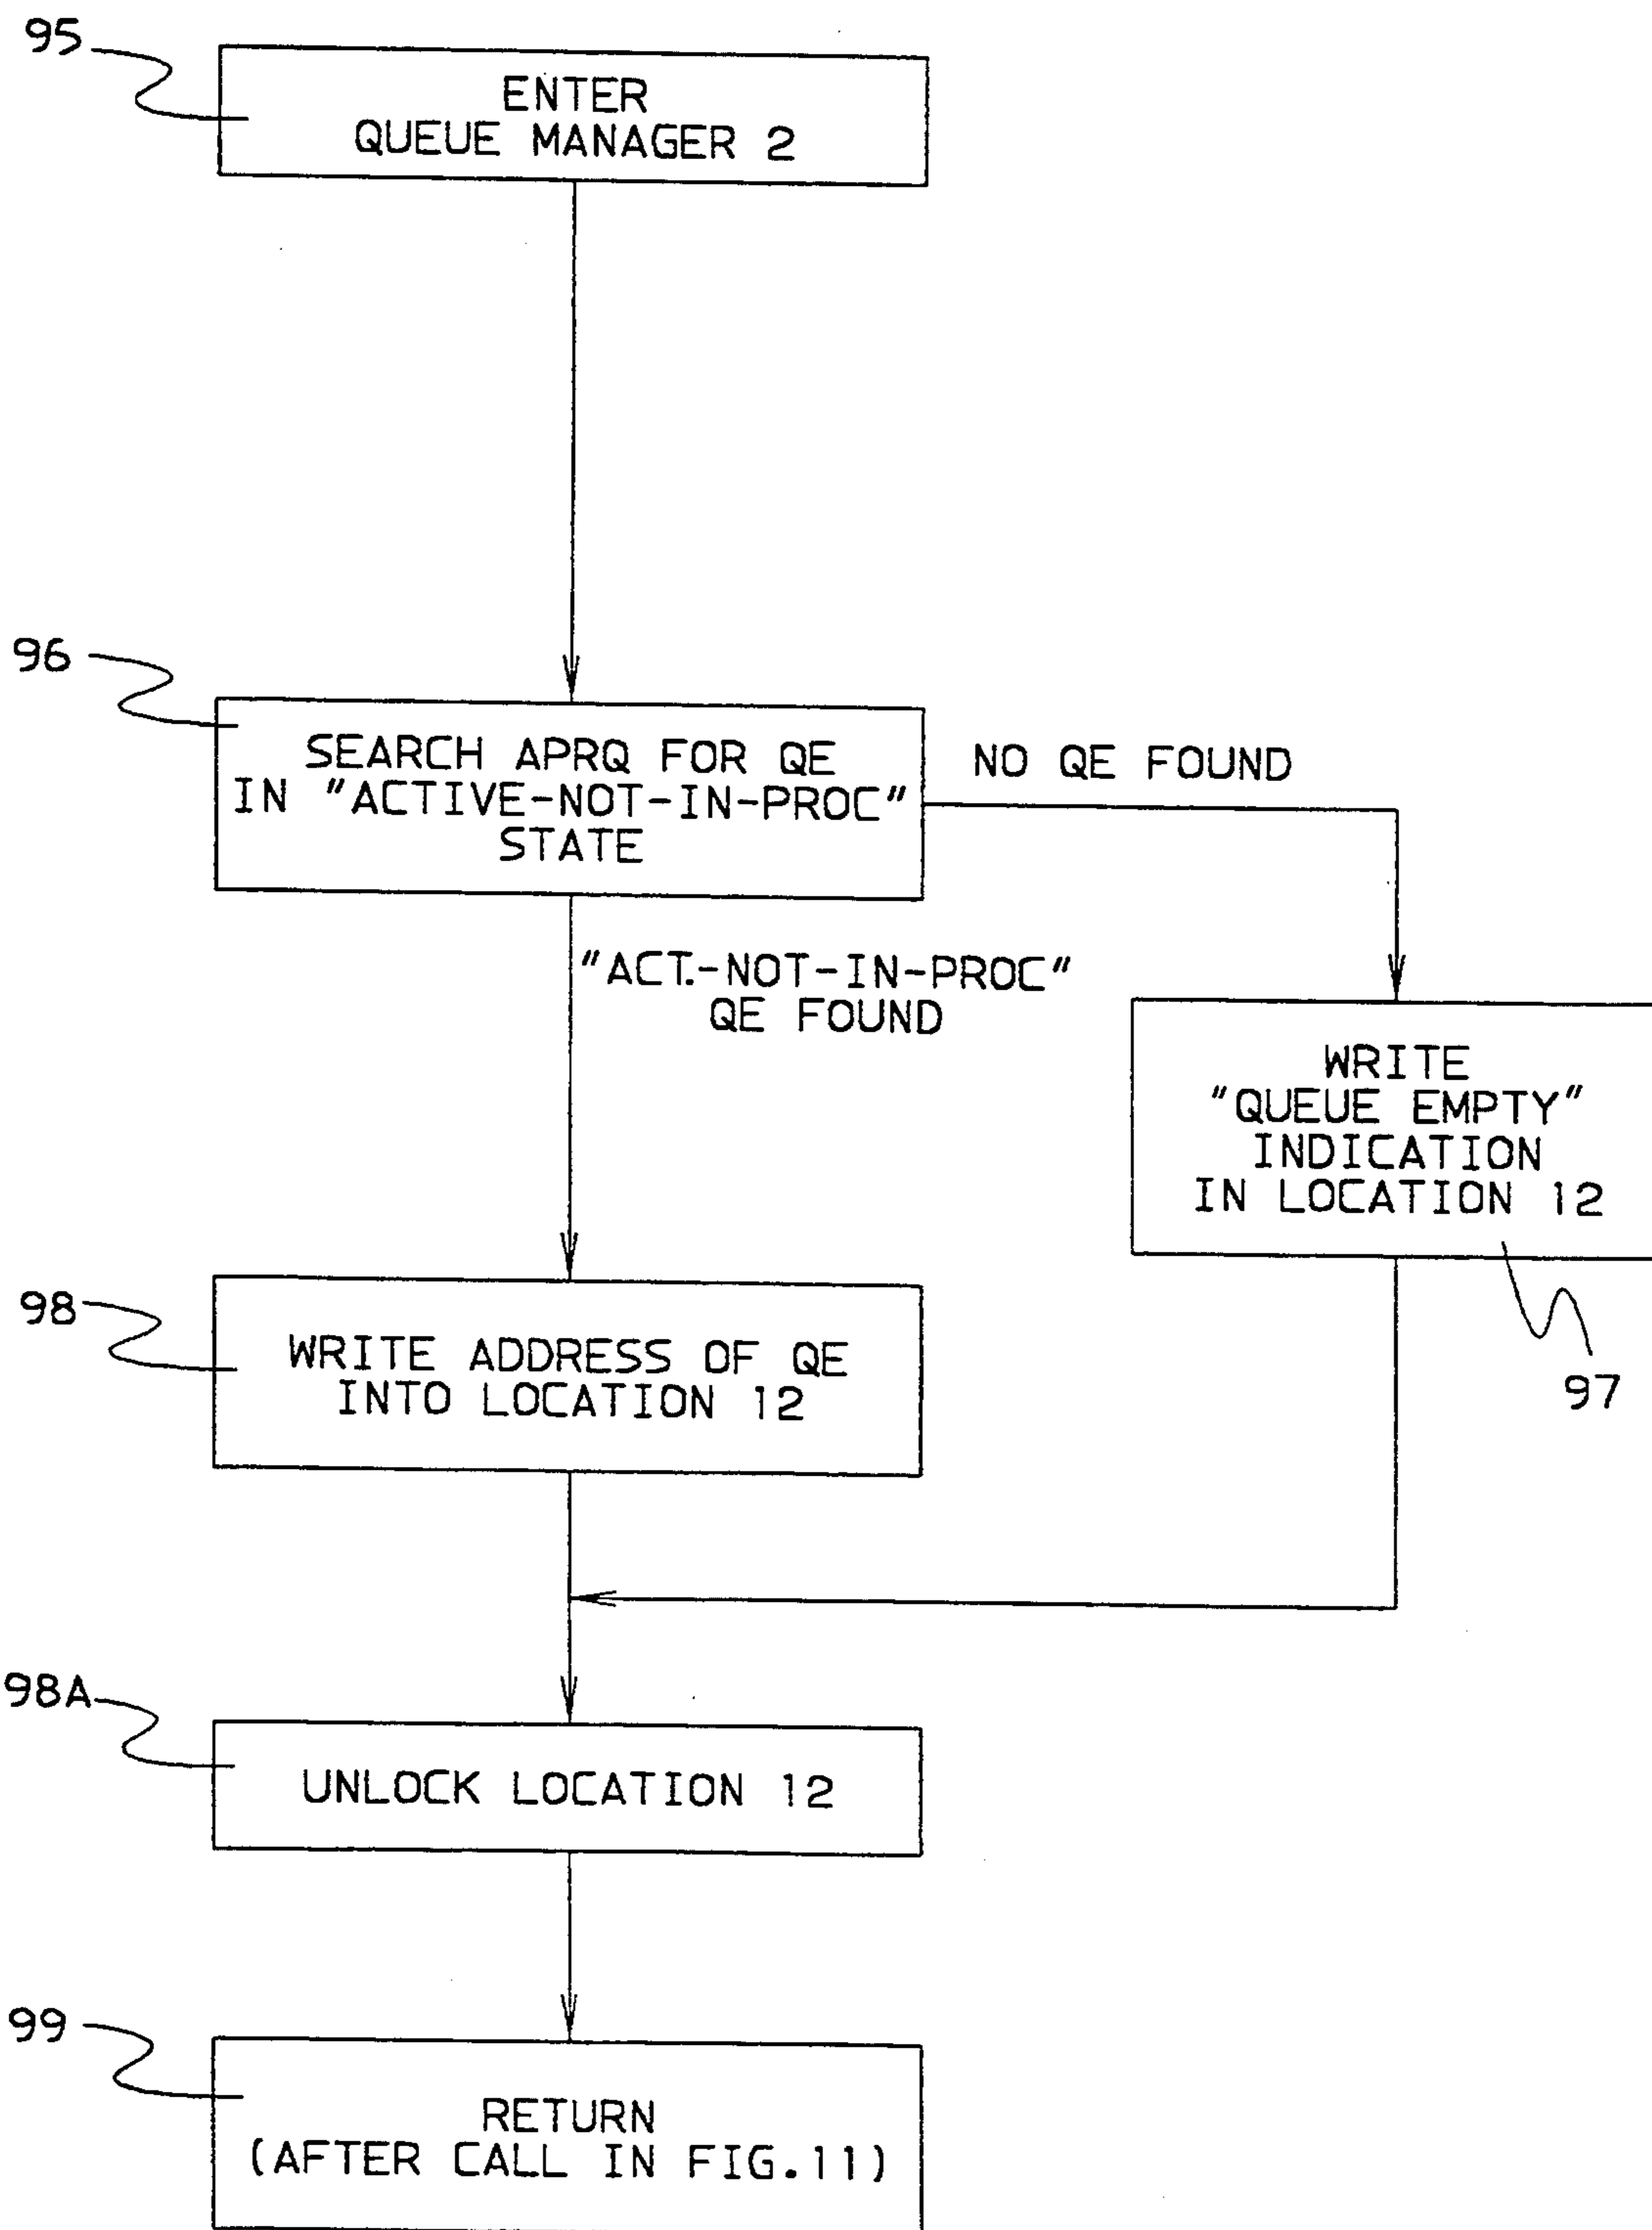 95
ENTER
QUEUE MANAGER 2
96
SEARCH APRQ FOR QE
IN "ACTIVE-NOT-IN-PROC"
STATE
NO QE FOUND
"ACT.-NOT-IN-PROC"
QE FOUND
WRITE
"QUEUE EMPTY"
INDICATION
IN LOCATION 12
97
98
WRITE ADDRESS OF QE
INTO LOCATION 12
98A
UNLOCK LOCATION 12
99
RETURN
(AFTER CALL IN FIG.11)